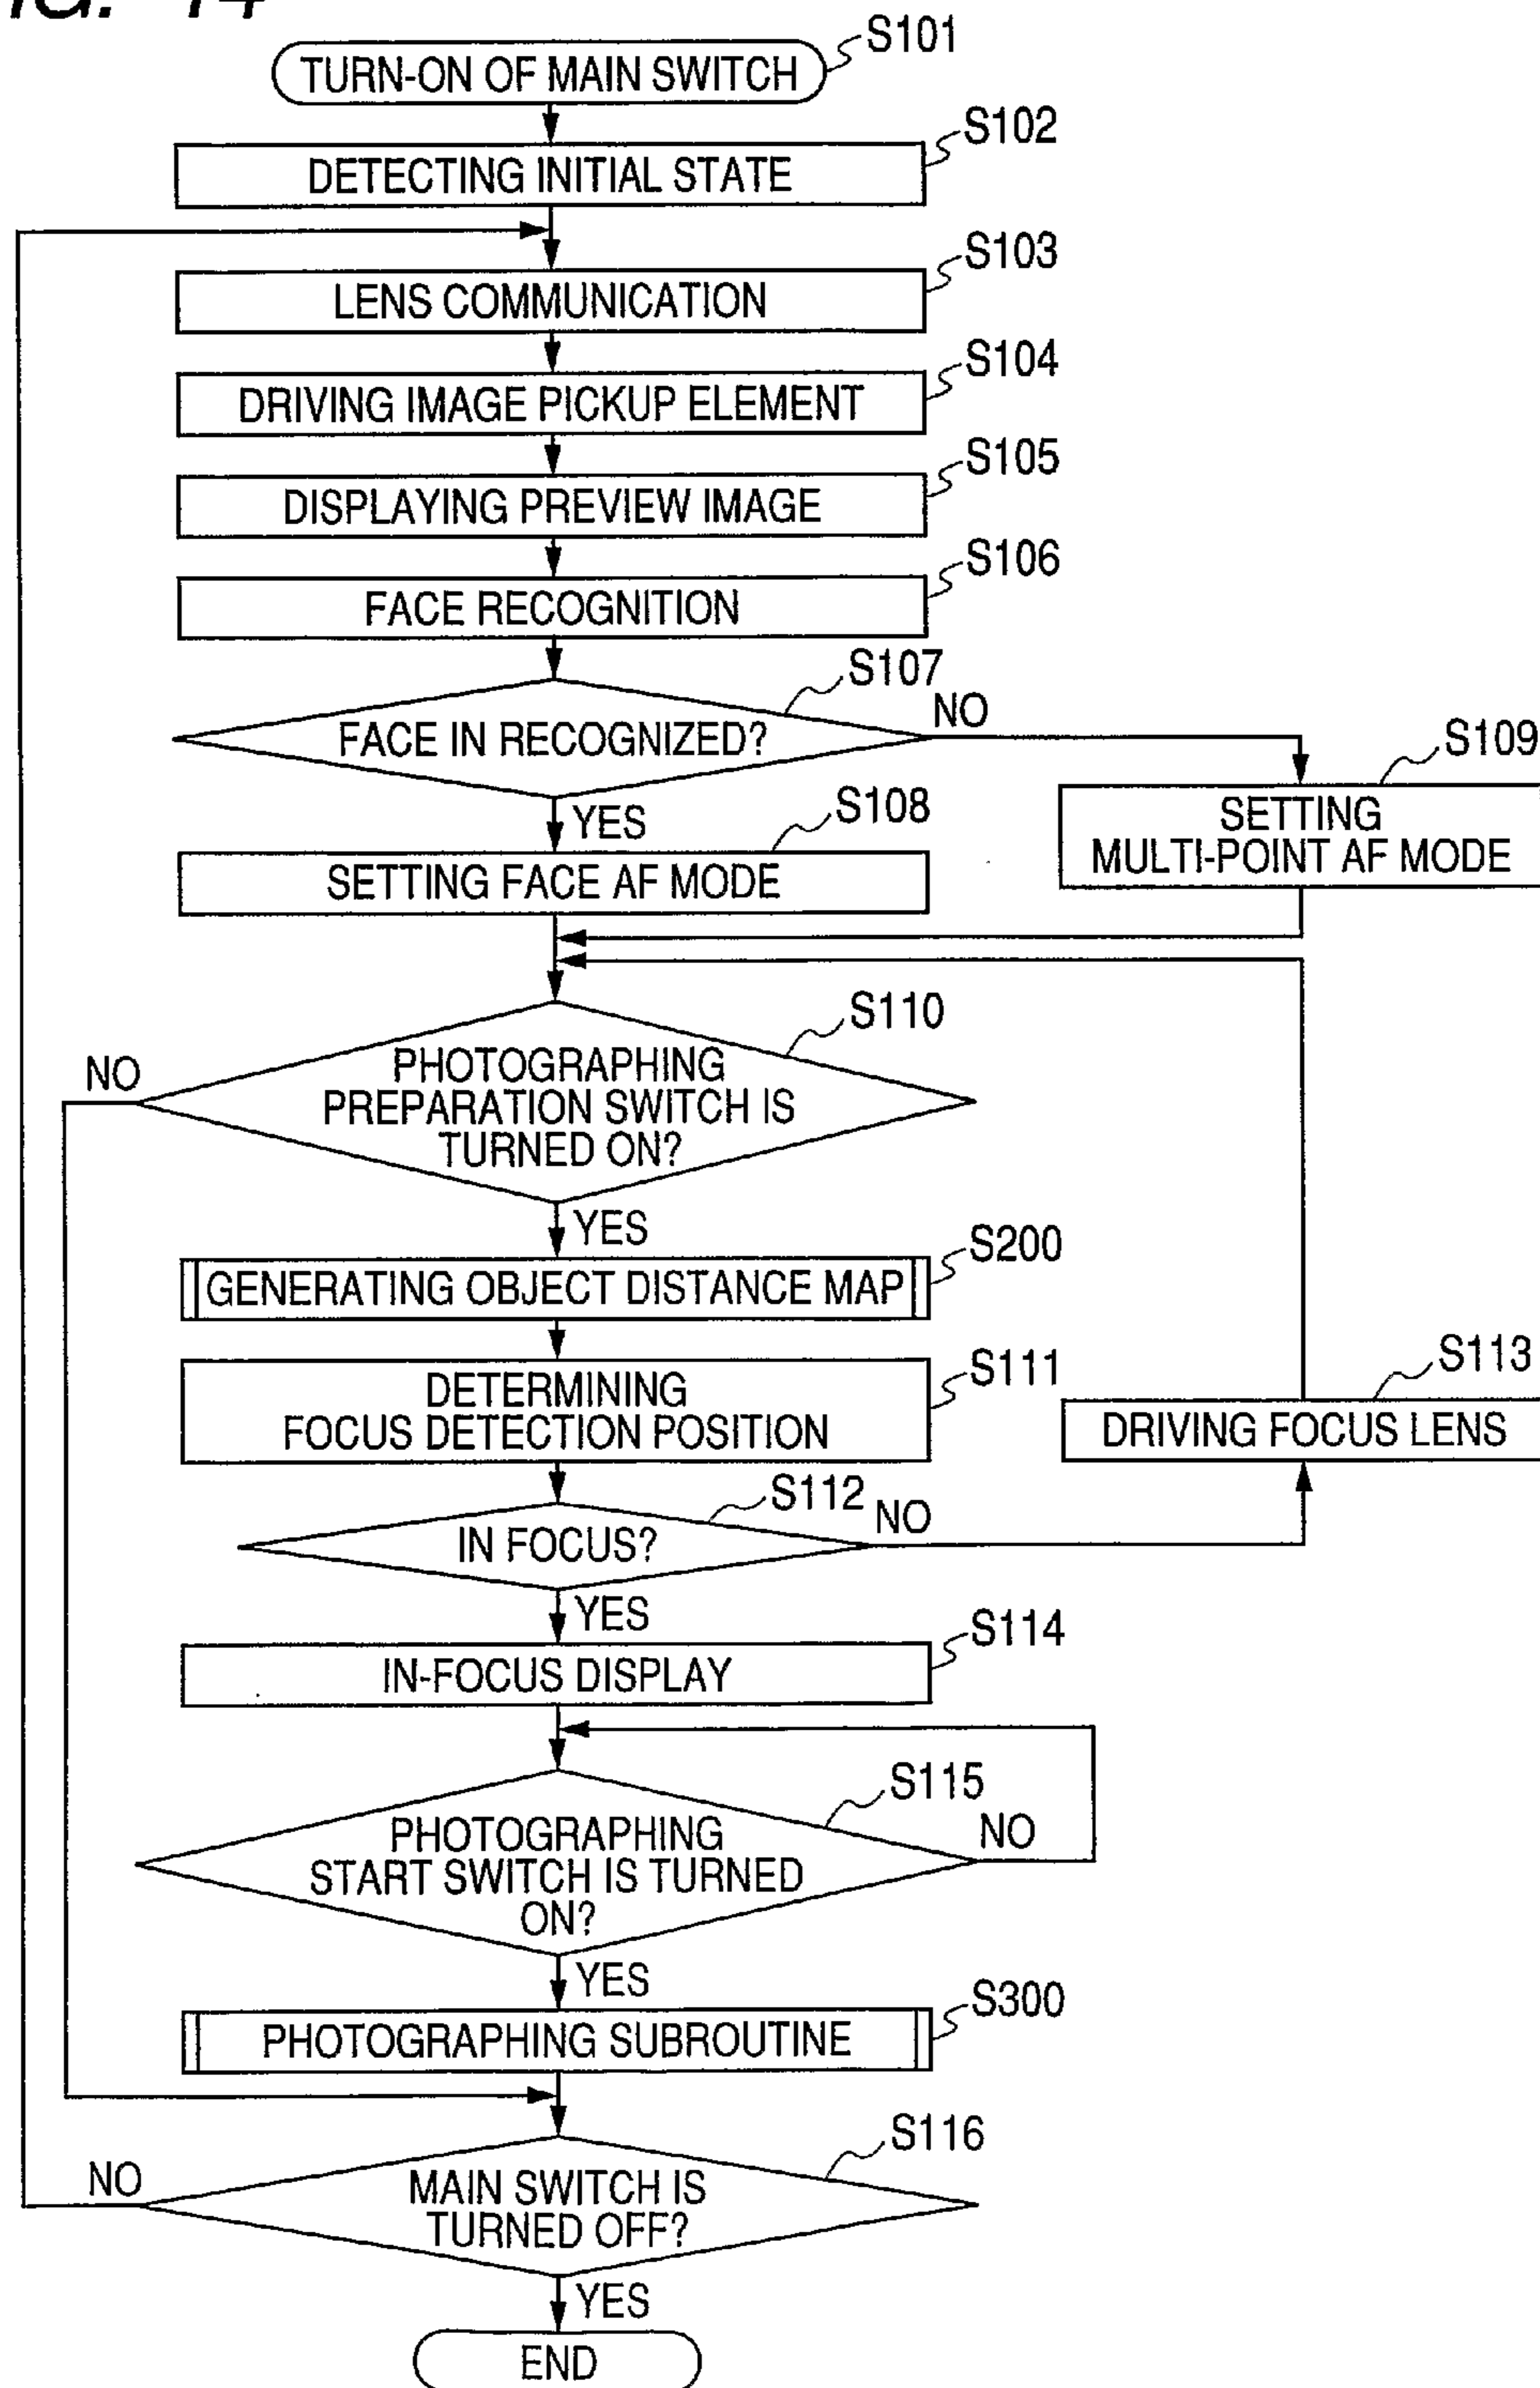 FIG. 14
S101
TURN-ON OF MAIN SWITCH
S102
DETECTING INITIAL STATE
S103
LENS COMMUNICATION
S104
DRIVING IMAGE PICKUP ELEMENT
S105
DISPLAYING PREVIEW IMAGE
S106
FACE RECOGNITION
S107
FACE IN RECOGNIZED?
NO
S109
SETTING
MULTI-POINT AF MODE
YES
S108
SETTING FACE AF MODE
S110
NO
PHOTOGRAPHING
PREPARATION SWITCH IS
TURNED ON?
YES
S200
GENERATING OBJECT DISTANCE MAP
S111
DETERMINING
FOCUS DETECTION POSITION
S113
DRIVING FOCUS LENS
S112
IN FOCUS?
NO
YES
S114
IN-FOCUS DISPLAY
S115
PHOTOGRAPHING
START SWITCH IS TURNED
ON?
NO
YES
S300
PHOTOGRAPHING SUBROUTINE
S116
NO
MAIN SWITCH IS
TURNED OFF?
YES
END